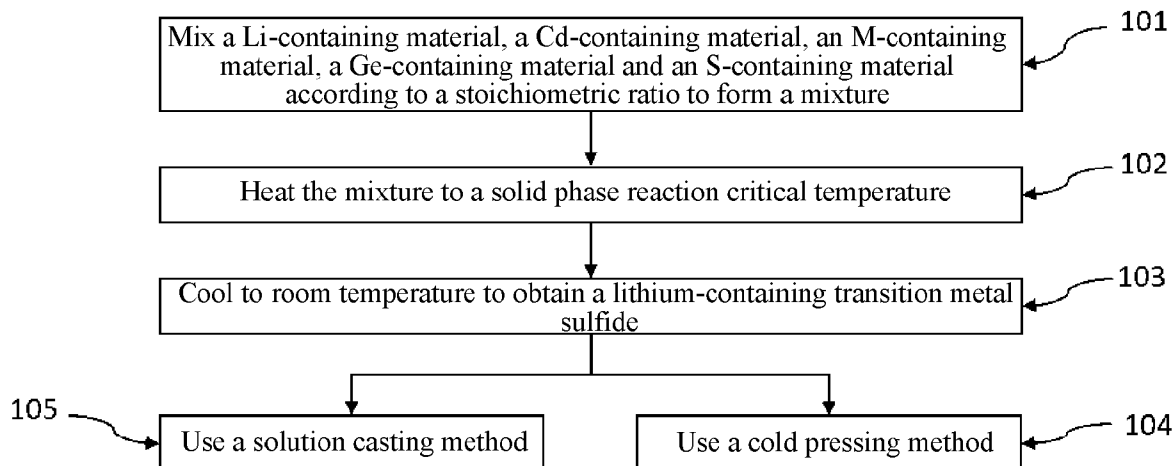 Mix a Li-containing material, a Cd-containing material, an M-containing
material, a Ge-containing material and an S-containing material
according to a stoichiometric ratio to form a mixture
101
Heat the mixture to a solid phase reaction critical temperature
102
Cool to room temperature to obtain a lithium-containing transition metal
sulfide
103
105
Use a solution casting method
Use a cold pressing method
104